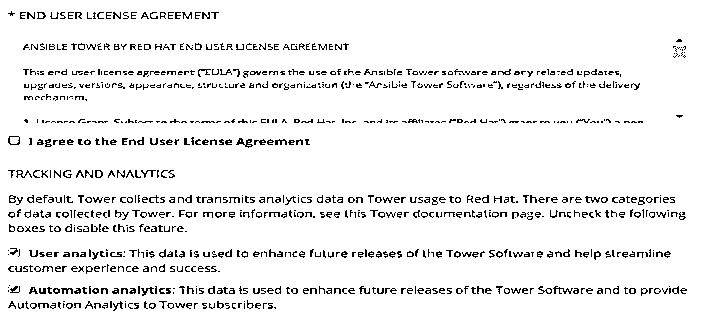 * END USER LICENSE AGREEMENT
ANSIBLE TOWER BY RED HAT END USER LICENSE AGREEMENT
This end user license agreement ("EULA") governs the use of the Ansible Tower software and any related updates,
upgrades, versions, appearance, structure and organization (the "Ansible Tower Software"), regardless of the delivery
mechanism.
1. License Grant. Subject to the terms of this EULA, Red Hat, Inc. and its affiliates ("Red Hat") grant to you ("You") a non-
I agree to the End User License Agreement
TRACKING AND ANALYTICS
By default, Tower collects and transmits analytics data on Tower usage to Red Hat. There are two categories
of data collected by Tower. For more information, see this Tower documentation page. Uncheck the following
boxes to disable this feature.
User analytics: This data is used to enhance future releases of the Tower Software and help streamline
customer experience and success.
Automation analytics: This data is used to enhance future releases of the Tower Software and to provide
Automation Analytics to Tower subscribers.